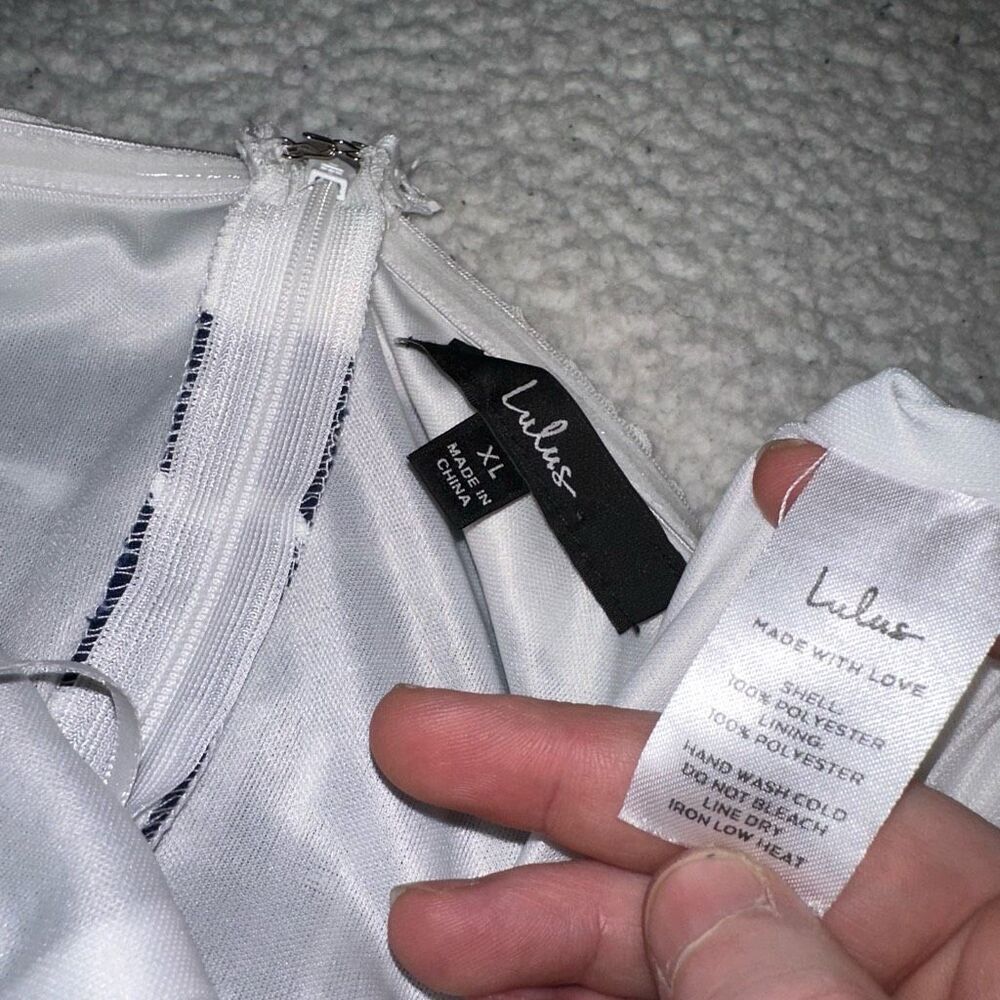 Lulus
XL
MADE IN
CHINA
Lulus
MADE WITH LOVE
SHELL
100% POLYESTER
LINING:
100% POLYESTER
HAND WASH COLD
DO NOT BLEACH
LINE DRY
IRON LOW HEAT